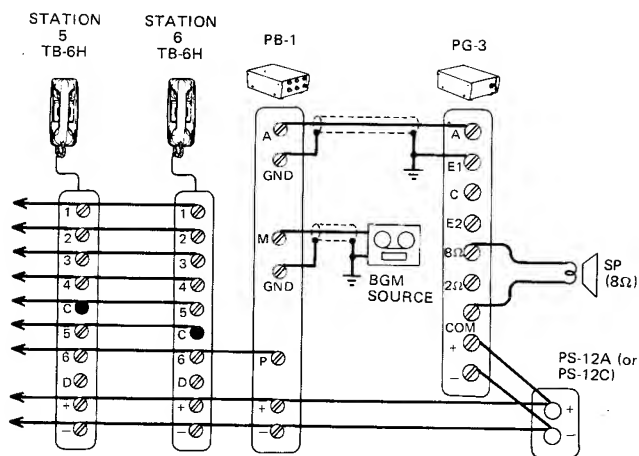 STATION
5
TB-6H
STATION
6
TB-6H
PB-1
PG-3
A
GND
M
GND
P
+
−
A
E1
C
E2
8Ω
2Ω
COM
+
−
BGM
SOURCE
SP
(8Ω)
PS-12A (or
PS-12C)
+
−
1
2
3
4
C
5
6
D
+
−
1
2
3
4
5
C
6
D
+
−